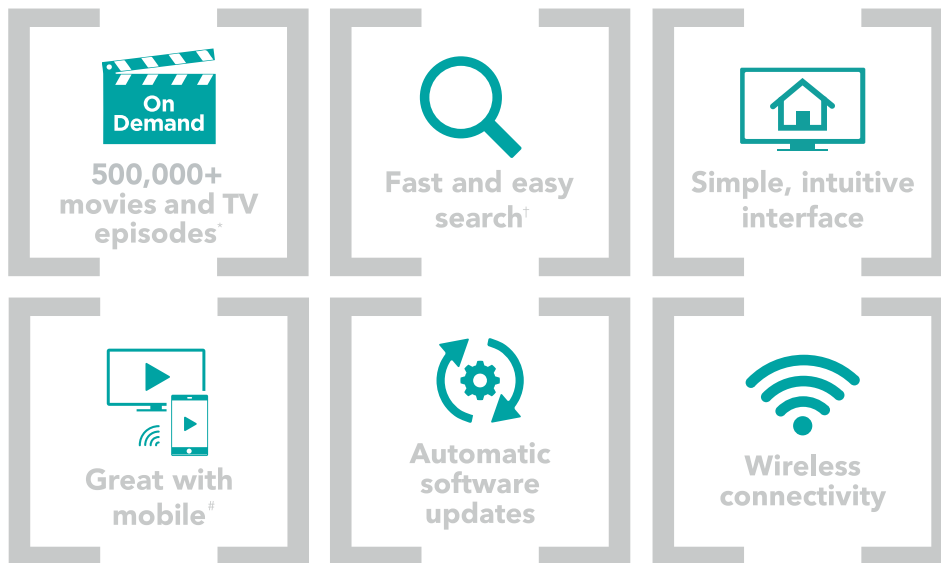 On
Demand
500,000+
movies and TV
episodes*
Fast and easy
search†
Simple, intuitive
interface
Great with
mobile#
Automatic
software
updates
Wireless
connectivity